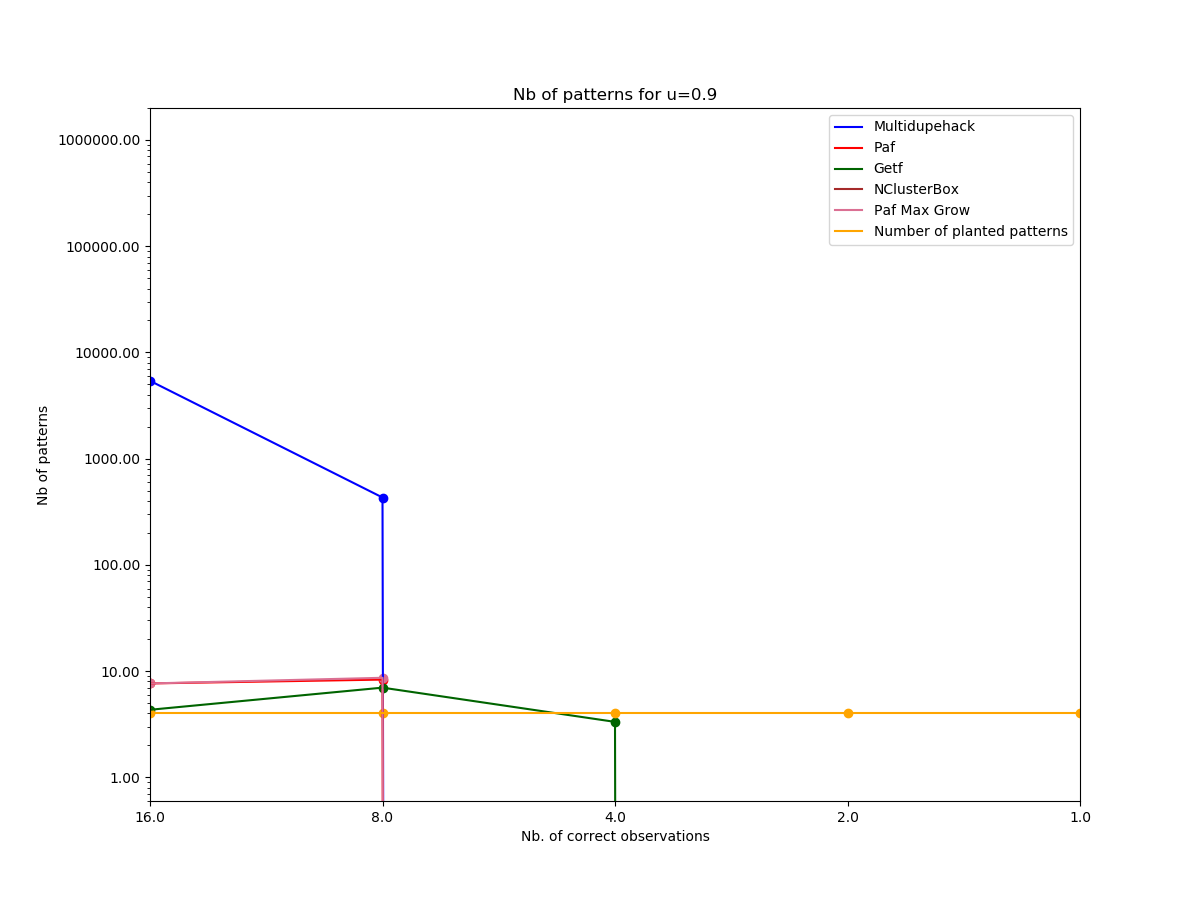 Nb of patterns for u=0.9
1000000.00
100000.00
10000.00
1000.00
100.00
10.00
1.00
Nb of patterns
Multidupehack
Paf
Getf
NClusterBox
Paf Max Grow
Number of planted patterns
16.0 8.0 4.0 2.0 1.0
Nb. of correct observations